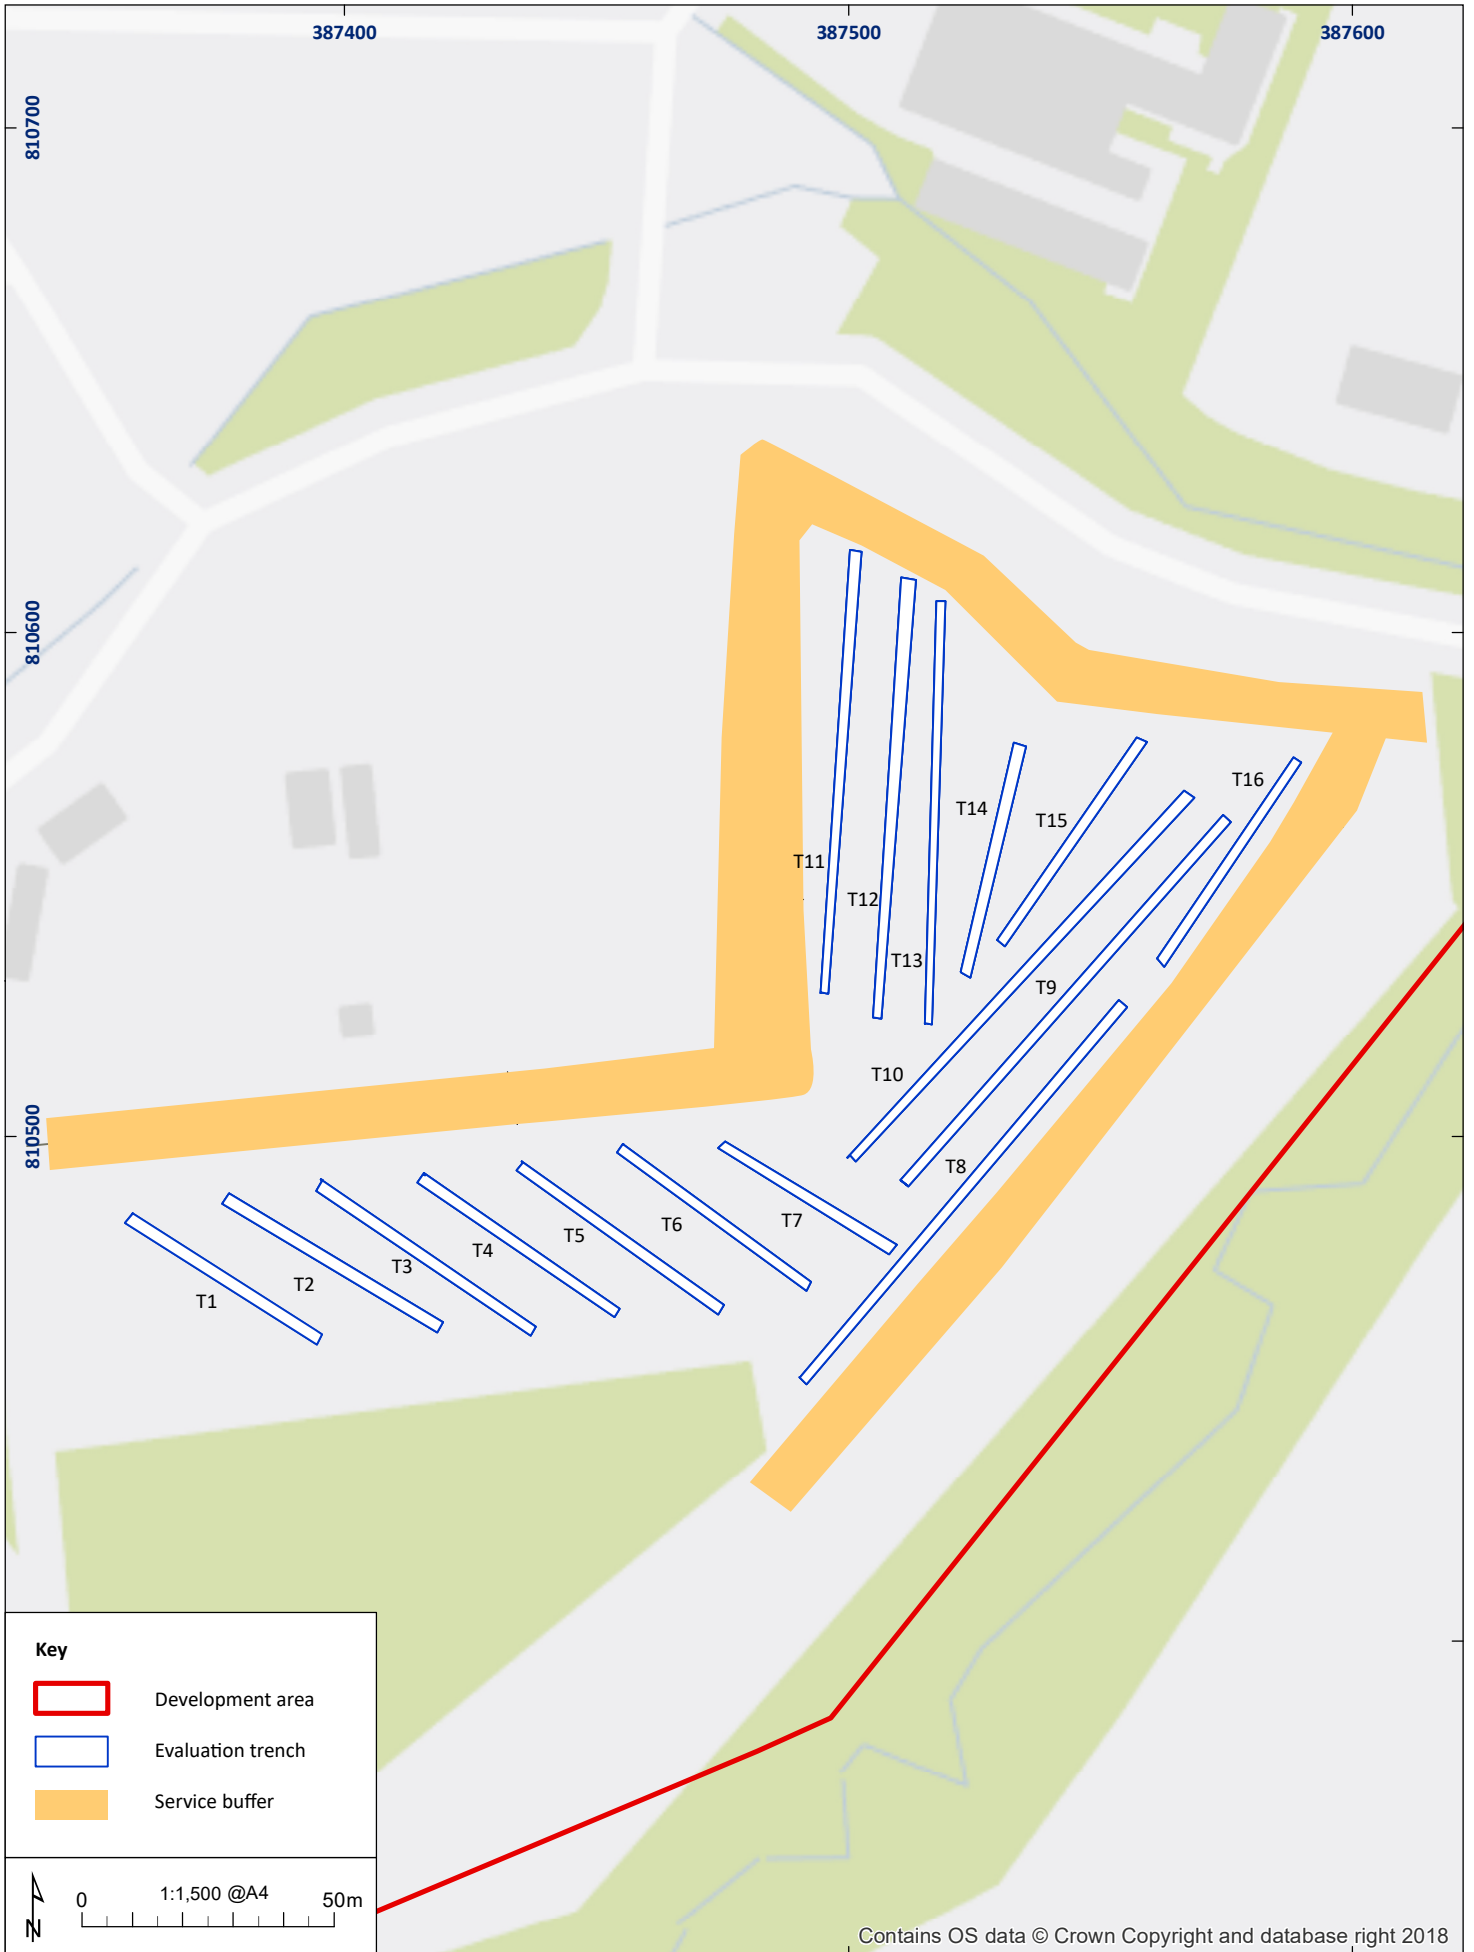 387400
387500
387600
810700
810600
810500
T16
T14
T15
T11
T12
T13
T9
T10
T8
T7
T6
T5
T4
T3
T2
T1
Key
Development area
Evaluation trench
Service buffer
1:1,500 @A4
0
50m
N
Contains OS data © Crown Copyright and database right 2018